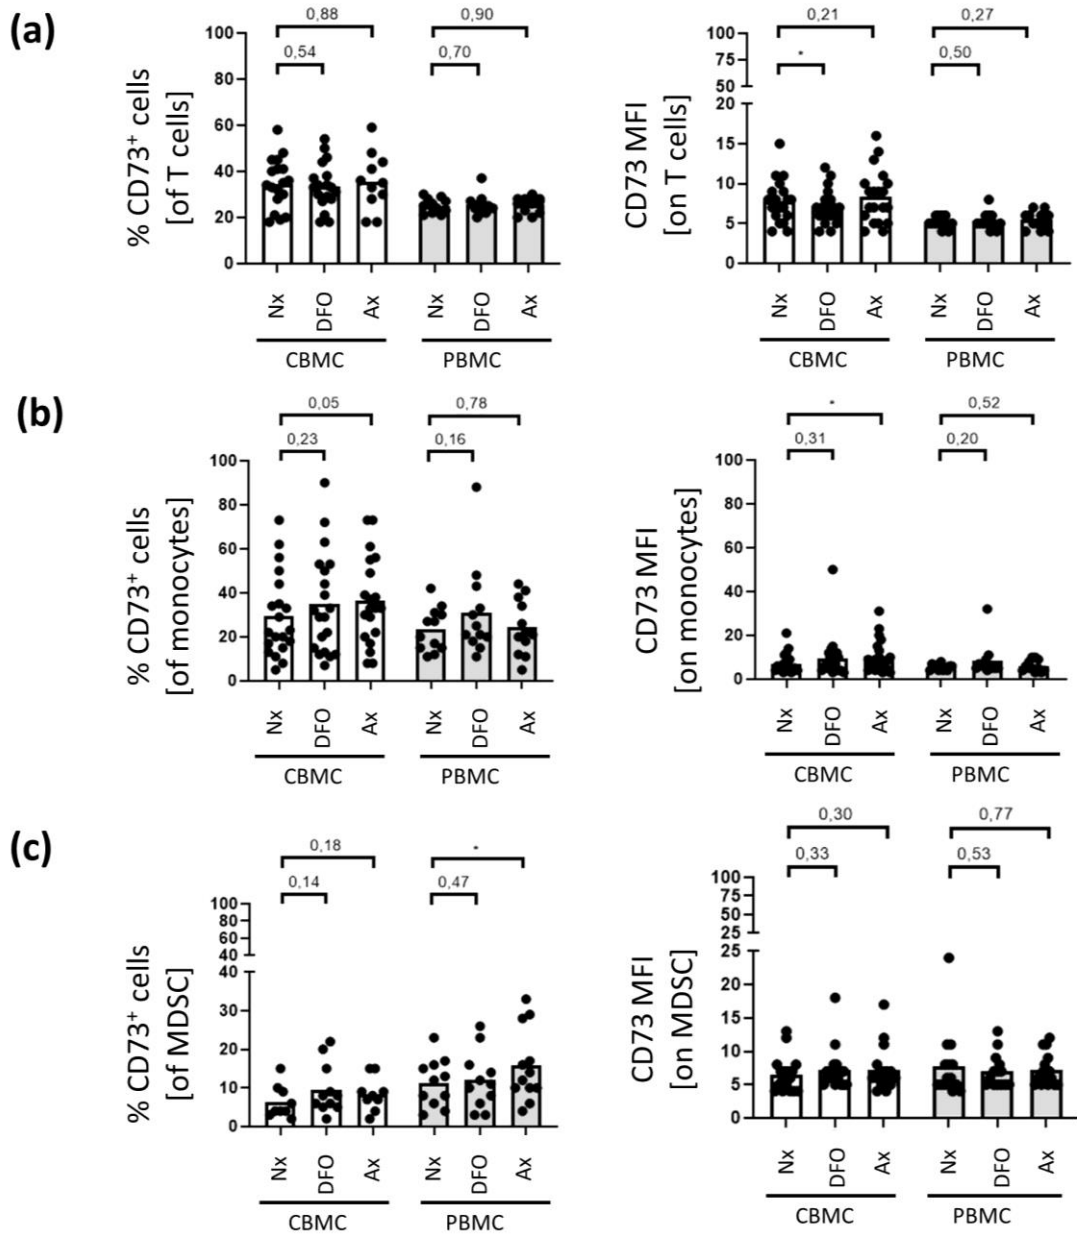 (a)
0,88
0,54
0,90
0,70
% CD73+ cells
[of T cells]
100
80
60
40
20
0
Nx
DFO
Ax
Nx
DFO
Ax
CBMC
PBMC
0,21
*
0,27
0,50
CD73 MFI
[on T cells]
100
75
50
20
15
10
5
0
Nx
DFO
Ax
Nx
DFO
Ax
CBMC
PBMC
(b)
0,05
0,23
0,78
0,16
% CD73+ cells
[of monocytes]
100
80
60
40
20
0
Nx
DFO
Ax
Nx
DFO
Ax
CBMC
PBMC
*
0,31
0,52
0,20
CD73 MFI
[on monocytes]
100
80
60
40
20
0
Nx
DFO
Ax
Nx
DFO
Ax
CBMC
PBMC
(c)
0,18
0,14
*
0,47
% CD73+ cells
[of MDSC]
100
80
60
40
40
30
20
10
0
Nx
DFO
Ax
Nx
DFO
Ax
CBMC
PBMC
0,30
0,33
0,77
0,53
CD73 MFI
[on MDSC]
100
75
50
25
25
20
15
10
5
0
Nx
DFO
Ax
Nx
DFO
Ax
CBMC
PBMC